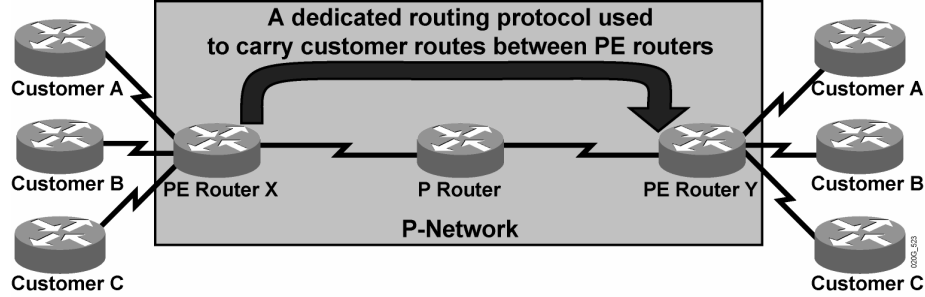 A dedicated routing protocol used
to carry customer routes between PE routers
Customer A
Customer A
Customer B
PE Router X
P Router
PE Router Y
Customer B
P-Network
Customer C
Customer C
020G_523